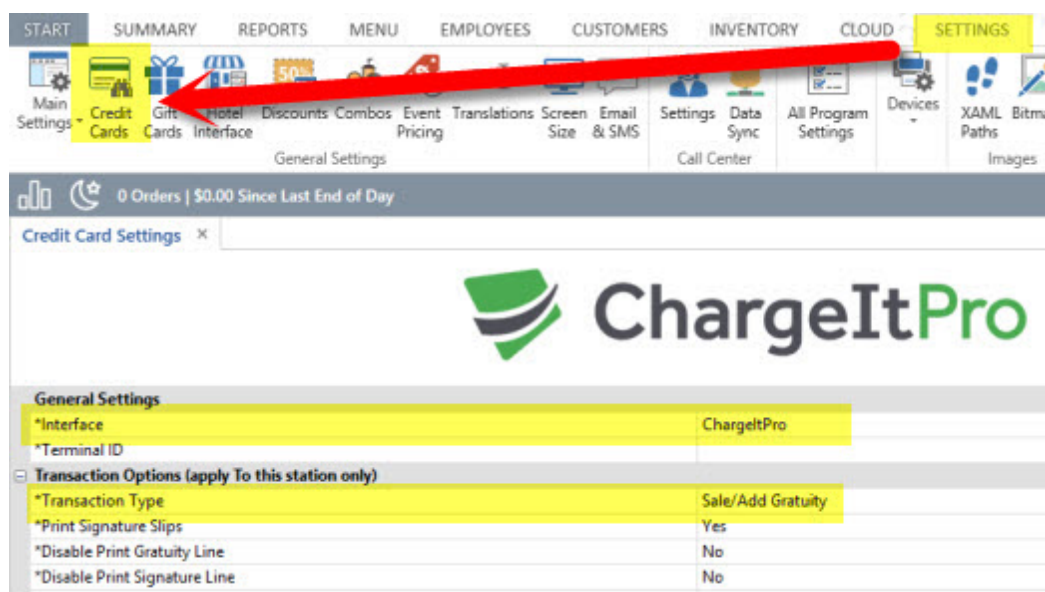 START SUMMARY REPORTS MENU EMPLOYEES CUSTOMERS INVENTORY CLOUD SETTINGS
50%
Main Settings Credit Cards Gift Cards Hotel Interface Discounts Combos Event Pricing Translations Screen Size Email & SMS Settings Data Sync All Program Settings Devices XAML Paths
General Settings Call Center Images
0 Orders | $0.00 Since Last End of Day
Credit Card Settings ×
ChargeItPro
General Settings
*Interface ChargeItPro
*Terminal ID
Transaction Options (apply To this station only)
*Transaction Type Sale/Add Gratuity
*Print Signature Slips Yes
*Disable Print Gratuity Line No
*Disable Print Signature Line No